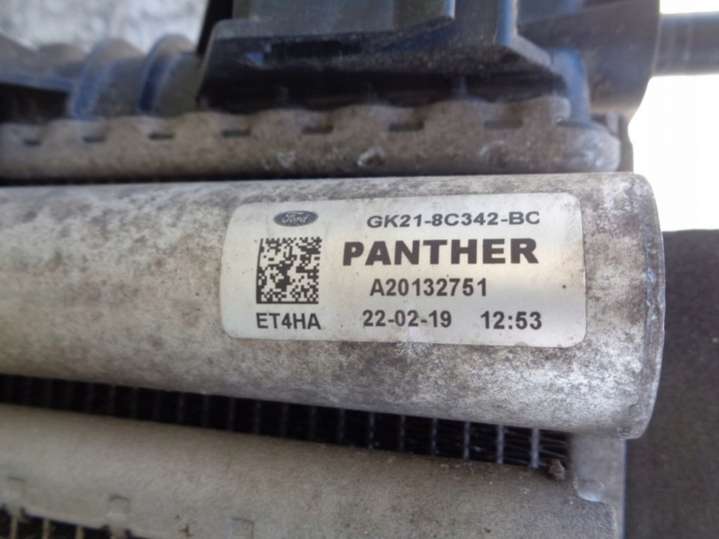 Ford
GK21-8C342-BC
PANTHER
A20132751
ET4HA 22-02-19 12:53